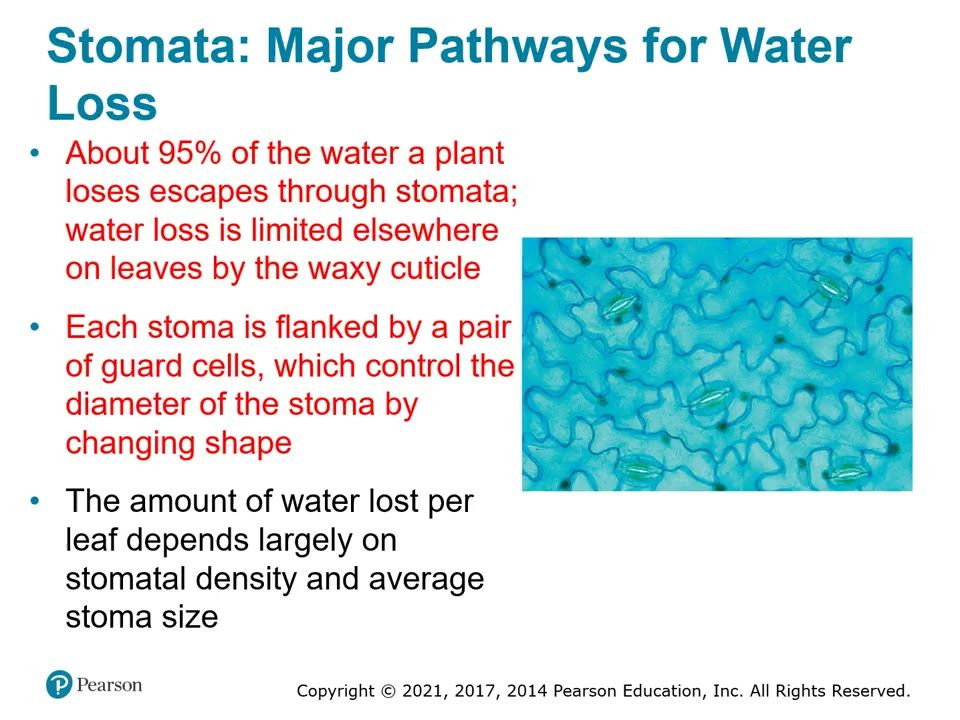 Stomata: Major Pathways for Water
Loss
• About 95% of the water a plant
loses escapes through stomata;
water loss is limited elsewhere
on leaves by the waxy cuticle
• Each stoma is flanked by a pair
of guard cells, which control the
diameter of the stoma by
changing shape
• The amount of water lost per
leaf depends largely on
stomatal density and average
stoma size
P Pearson
Copyright © 2021, 2017, 2014 Pearson Education, Inc. All Rights Reserved.